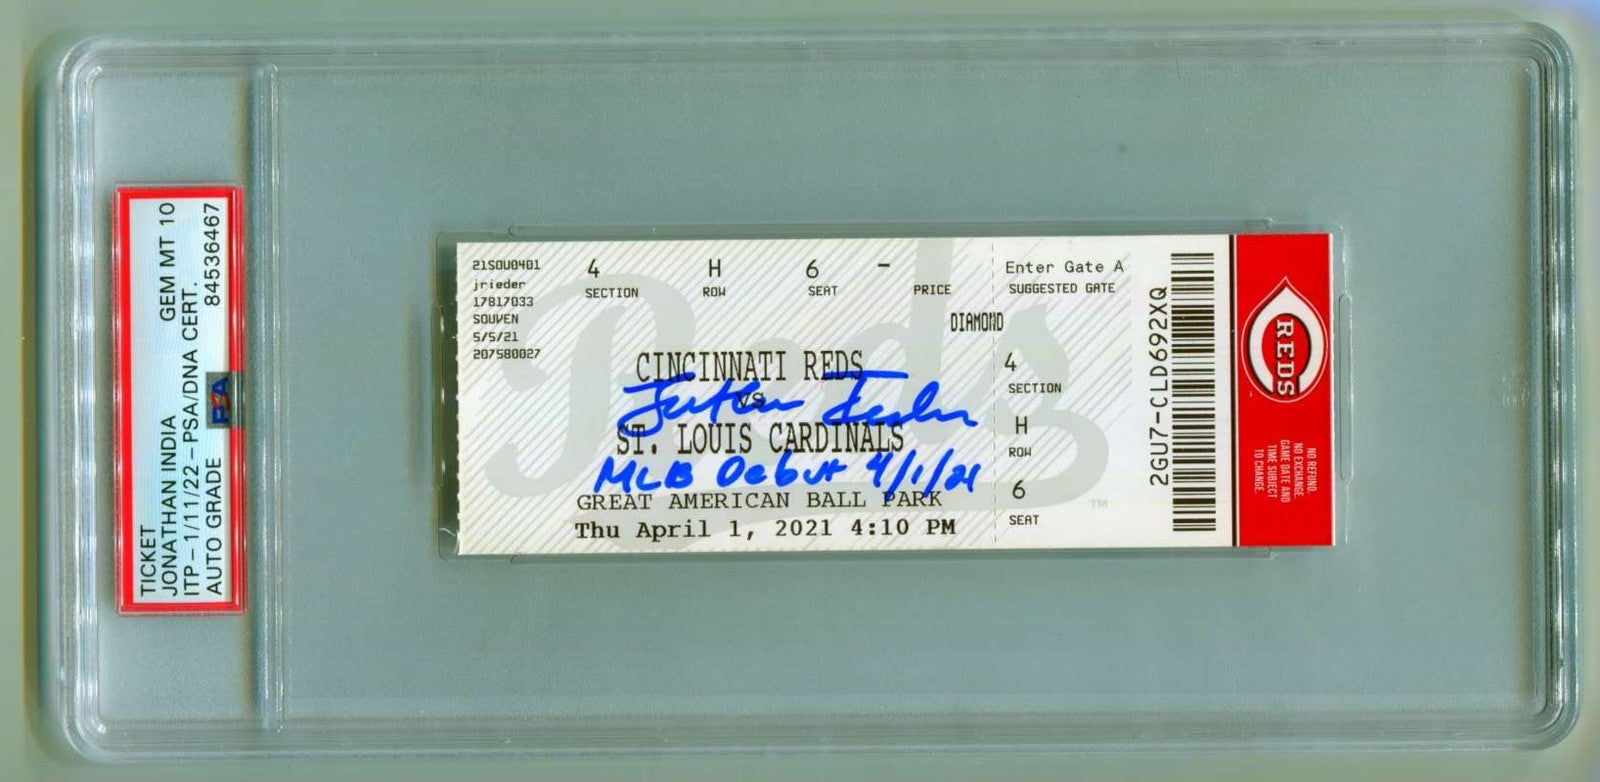 TICKET
JONATHAN INDIA GEM MT 10
ITP - 1/11/22 - PSA/DNA CERT.
AUTO GRADE 84536467
PSA
21SOU0401
jrieder
17817033
SOUVEN
5/5/21
207580027
4 H 6 -
SECTION ROW SEAT PRICE
DIAMOND
Reds
CINCINNATI REDS
VS
ST. LOUIS CARDINALS
MLB Debut 4/1/21
GREAT AMERICAN BALL PARK
Thu April 1, 2021 4:10 PM
Enter Gate A
SUGGESTED GATE
4
SECTION
H
ROW
6
SEAT
TM
2GU7-CLD692XQ
REDS
NO REFUND.
NO EXCHANGE.
GAME DATE AND
TIME SUBJECT
TO CHANGE.